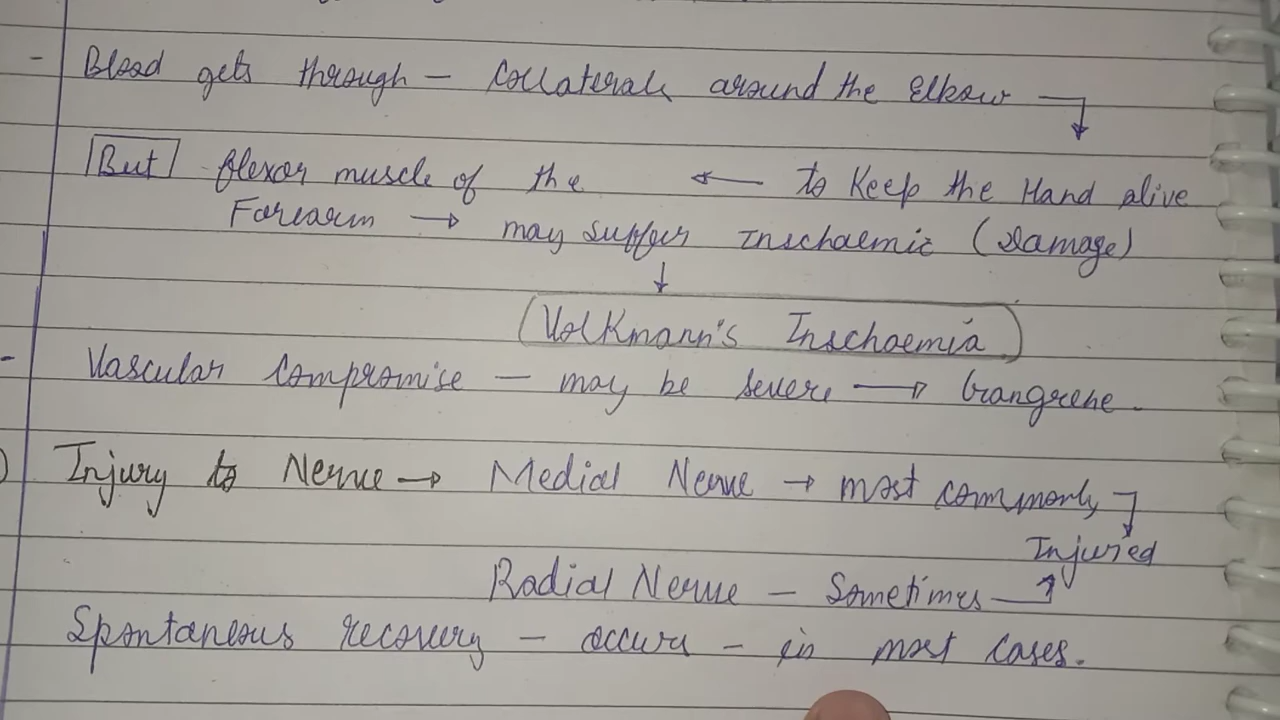 - Blood gets through — Collaterals around the Elbow
But flexor muscle of the ← to Keep the Hand alive
Forearm → may suffer Inschaemic (Damage)
↓
(Volkmann's Inschaemia)
- Vascular Compromise — may be severe → Gangrene.
) Injury to Nerve → Medial Nerve → most commonly
Injured
Radial Nerve — Sometimes
Spontaneous recovery — occurs — in most cases.